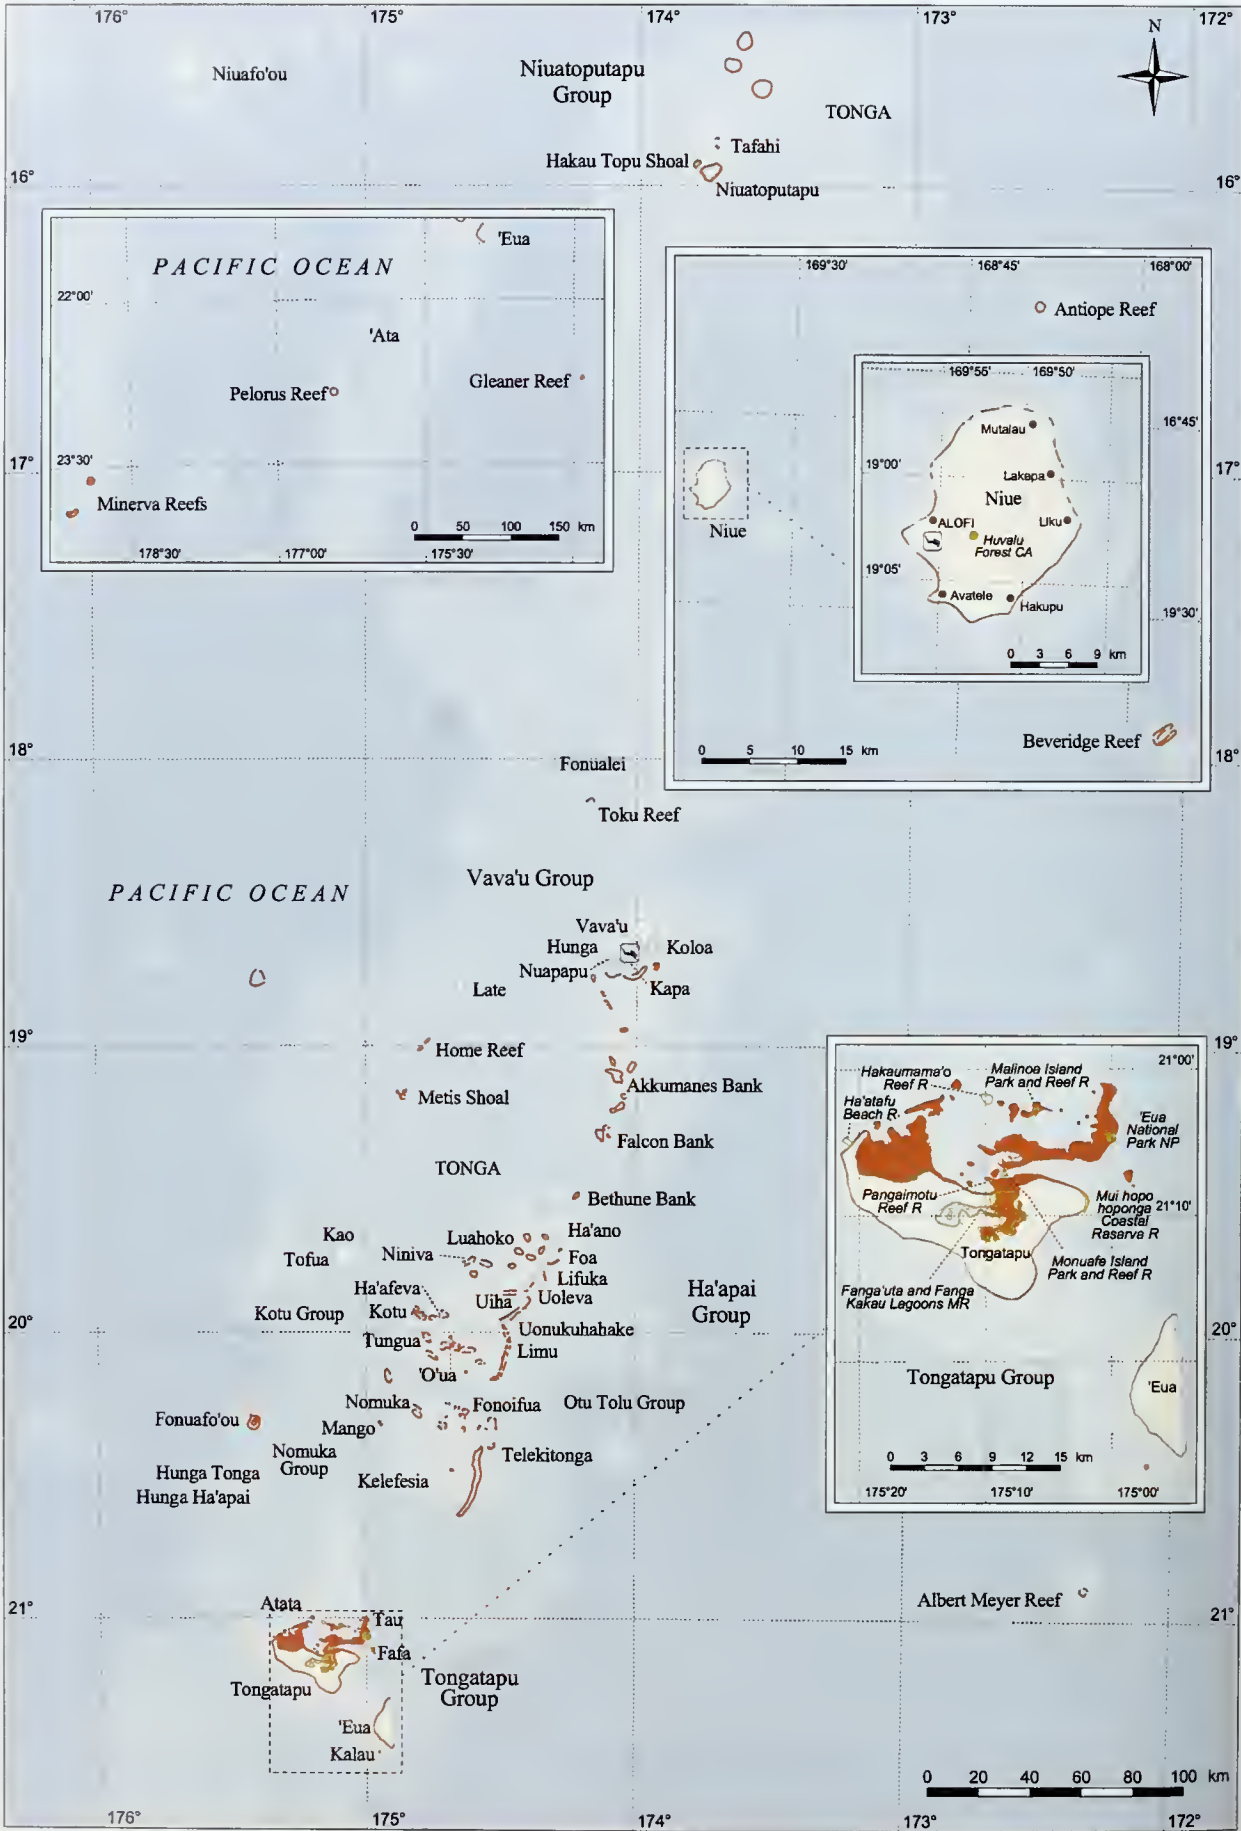 176°
175°
174°
173°
172°
N
Niuafo'ou
Niuatoputapu
Group
TONGA
Tafahi
Hakau Topu Shoal
Niuatoputapu
16°
16°
'Eua
PACIFIC OCEAN
22°00'
'Ata
Pelorus Reef
Gleaner Reef
23°30'
Minerva Reefs
0 50 100 150 km
178°30'
177°00'
175°30'
169°30'
168°45'
168°00'
Antiope Reef
169°55'
169°50'
Mutalau
16°45'
19°00'
Lakepa
Niue
ALOFI
Liku
Huvalu
Forest CA
19°05'
Avatele
Hakupu
19°30'
0 3 6 9 km
Niue
Beveridge Reef
0 5 10 15 km
17°
17°
18°
18°
Fonualei
Toku Reef
Vava'u Group
PACIFIC OCEAN
Vava'u
Hunga
Koloa
Nuapapu
Late
Kapa
19°
19°
Home Reef
Akkumanes Bank
Metis Shoal
Falcon Bank
TONGA
Bethune Bank
Kao
Luahoko
Ha'ano
Tofua
Niniva
Foa
Lifuka
Ha'afeva
Uiha
Uoleva
Ha'apai
Group
Kotu Group
Kotu
20°
20°
Uonukuhahake
Tungua
Limu
'O'ua
Nomuka
Fonoifua
Otu Tolu Group
Fonuafo'ou
Mango
Nomuka
Group
Telekitonga
Hunga Tonga
Kelefesia
Hunga Ha'apai
21°00'
Hakaumama'o
Reef R
Malinoa Island
Park and Reef R
Ha'atafu
Beach R
'Eua
National
Park NP
Pangaimotu
Reef R
Mui hopo
hoponga
Coastal
Rasarva R
21°10'
Tongatapu
Monuafe Island
Park and Reef R
Fanga'uta and Fanga
Kakau Lagoons MR
Tongatapu Group
'Eua
0 3 6 9 12 15 km
175°20'
175°10'
175°00'
Albert Meyer Reef
21°
21°
Atata
Tau
Fafa
Tongatapu
Tongatapu
Group
'Eua
Kalau
0 20 40 60 80 100 km
176°
175°
174°
173°
172°